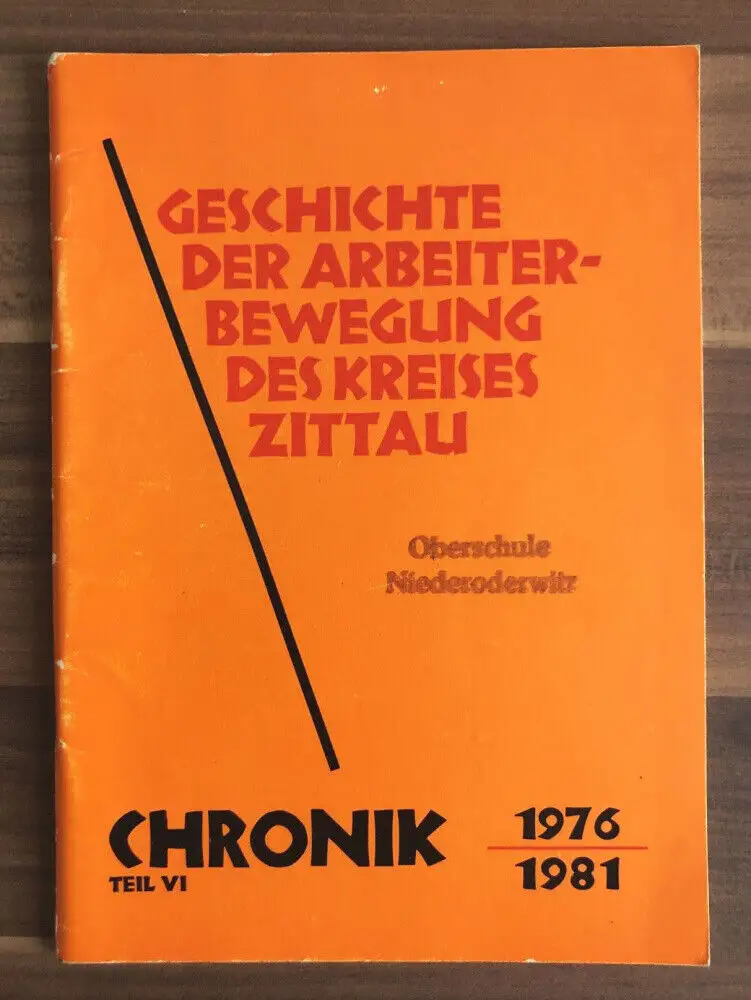 GESCHICHTE
DER ARBEITER-
BEWEGUNG
DES KREISES
ZITTAU
Oberschule
Niederoderwitz
CHRONIK
TEIL VI
1976
1981